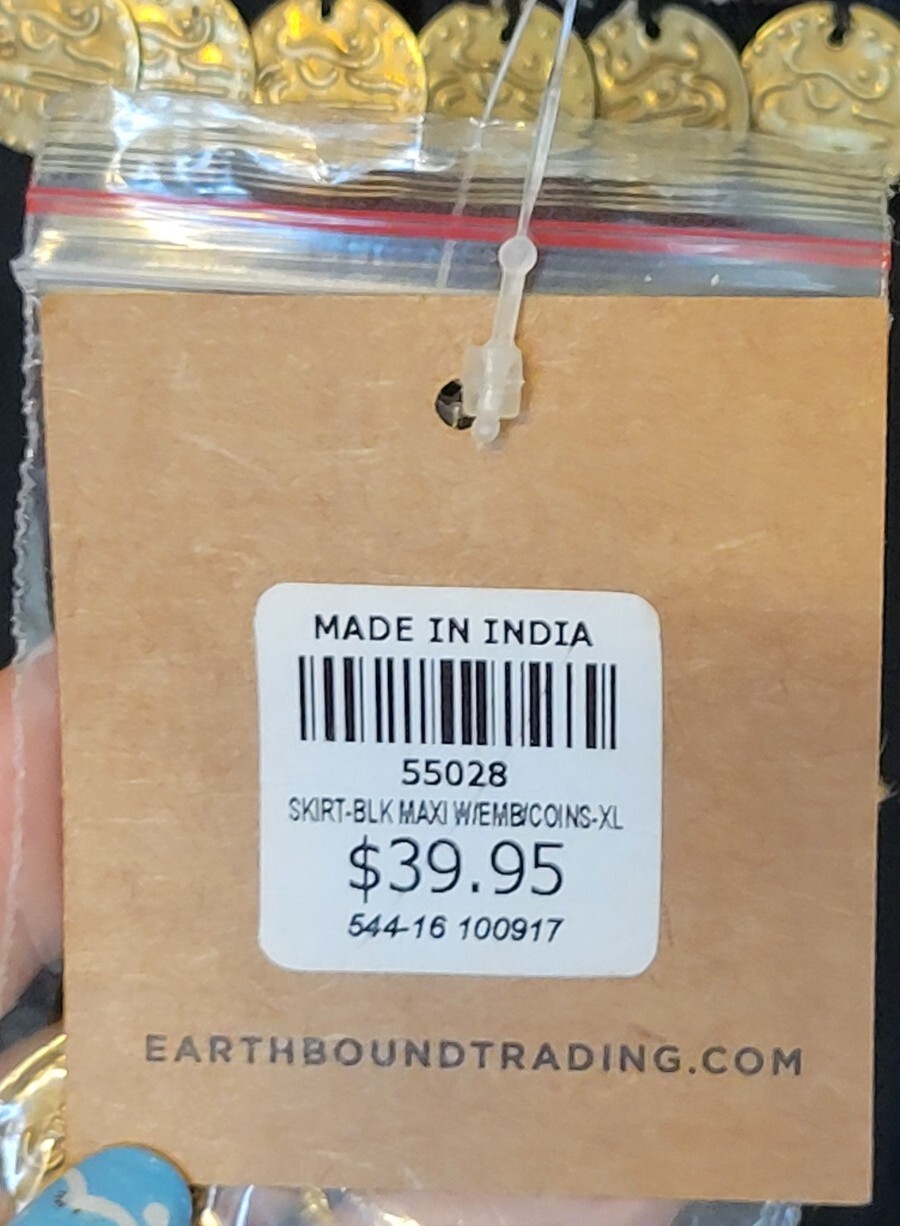 MADE IN INDIA
55028
SKIRT-BLK MAXI W/EMB/COINS-XL
$39.95
544-16 100917
EARTHBOUNDTRADING.COM